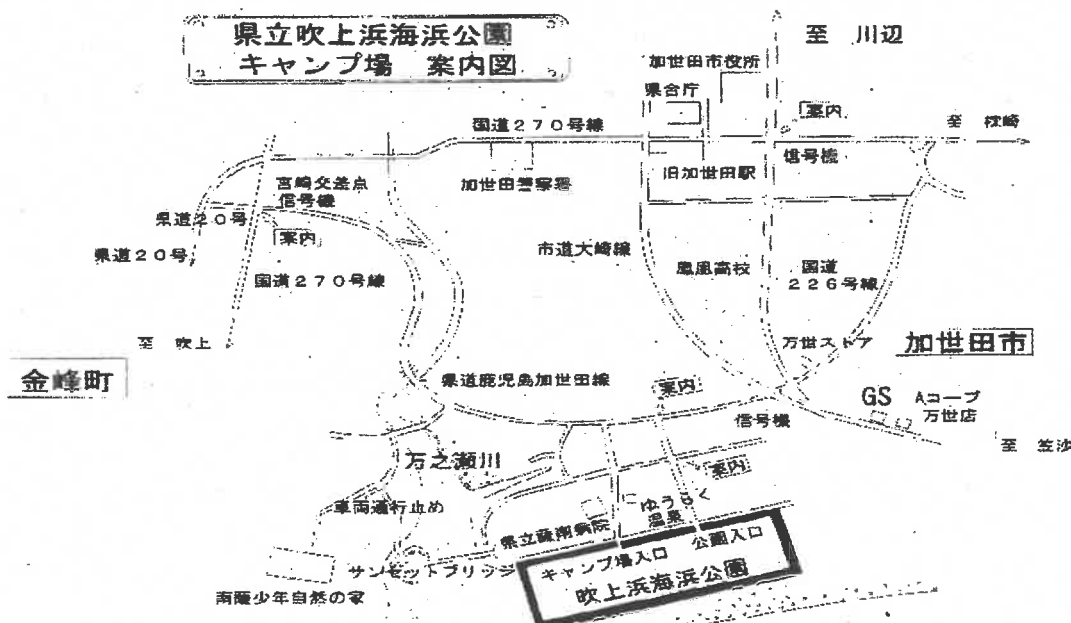 県立吹上浜海浜公園
キャンプ場 案内図
至 川辺
加世田市役所
県合庁
案内
国道270号線
至 枕崎
信号機
加世田警察署
旧加世田駅
宮崎交差点
信号機
県道20号
案内
県道20号
市道大崎線
鳳凰高校
国道
226号線
国道270号線
至 吹上
万世ストア
加世田市
金峰町
県道鹿児島加世田線
案内
GS
Aコープ
万世店
信号機
至 笠沙
万之瀬川
案内
車両通行止め
ゆうらく
温泉
県立薩南病院
キャンプ場入口 公園入口
サンセットブリッジ
吹上浜海浜公園
南薩少年自然の家